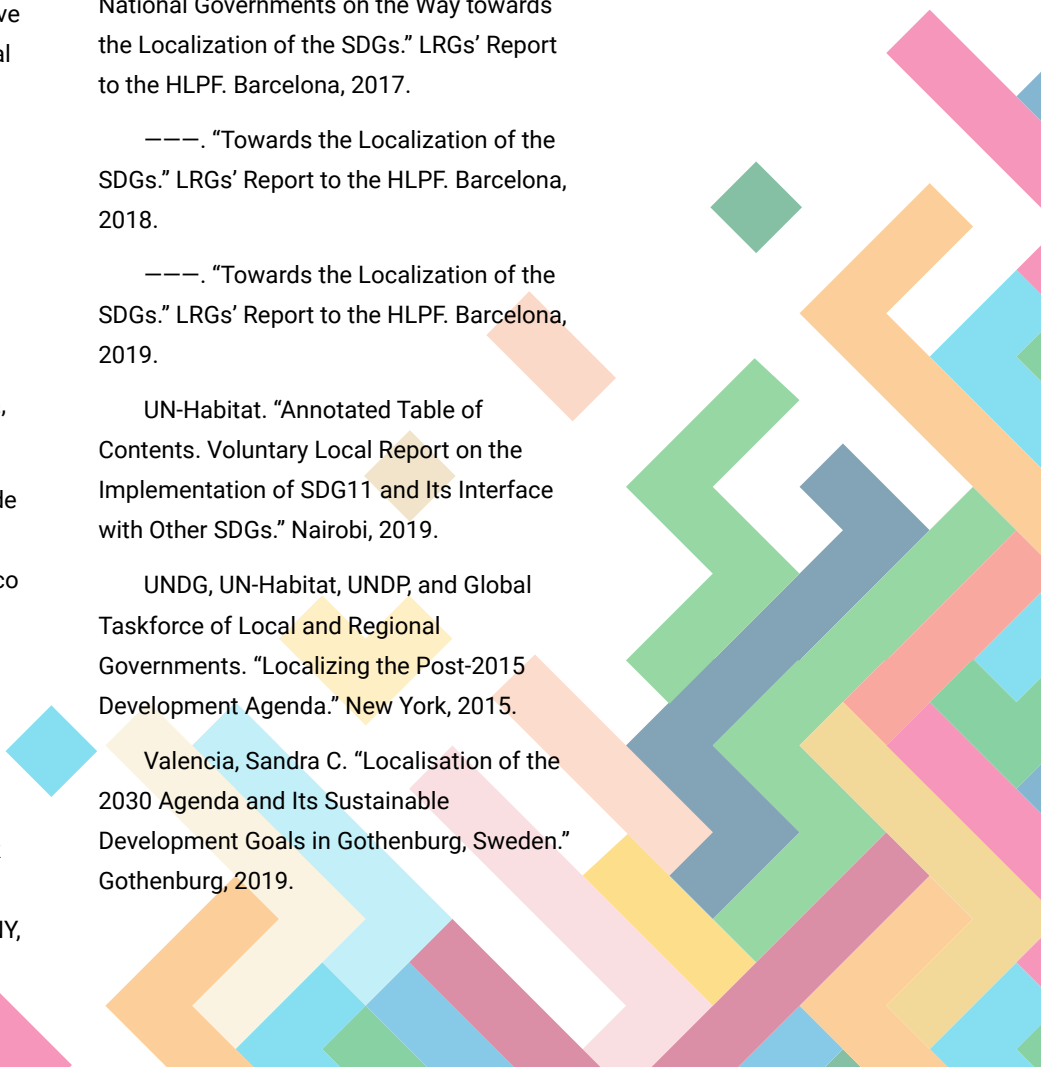 ve
al
,
de
co
NY,
National Governments on the Way towards
the Localization of the SDGs.” LRGs’ Report
to the HLPF. Barcelona, 2017.
———. “Towards the Localization of the
SDGs.” LRGs’ Report to the HLPF. Barcelona,
2018.
———. “Towards the Localization of the
SDGs.” LRGs’ Report to the HLPF. Barcelona,
2019.
UN-Habitat. “Annotated Table of
Contents. Voluntary Local Report on the
Implementation of SDG11 and Its Interface
with Other SDGs.” Nairobi, 2019.
UNDG, UN-Habitat, UNDP, and Global
Taskforce of Local and Regional
Governments. “Localizing the Post-2015
Development Agenda.” New York, 2015.
Valencia, Sandra C. “Localisation of the
2030 Agenda and Its Sustainable
Development Goals in Gothenburg, Sweden.”
Gothenburg, 2019.